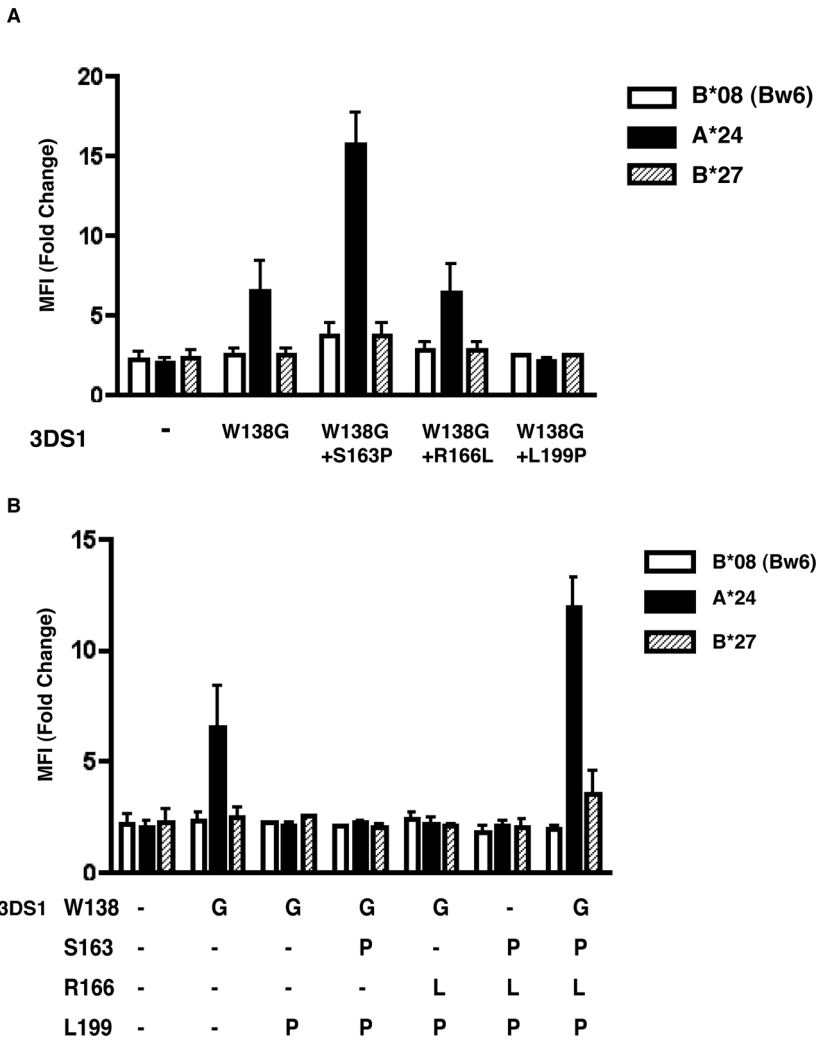 A
20
15
10
5
0
MFI (Fold Change)
B*08 (Bw6)
A*24
B*27
3DS1 - W138G W138G W138G W138G
+S163P +R166L +L199P
B
15
10
5
0
MFI (Fold Change)
B*08 (Bw6)
A*24
B*27
3DS1 W138 - G G G G - G
S163 - - - P - P P
R166 - - - - L L L
L199 - - P P P P P